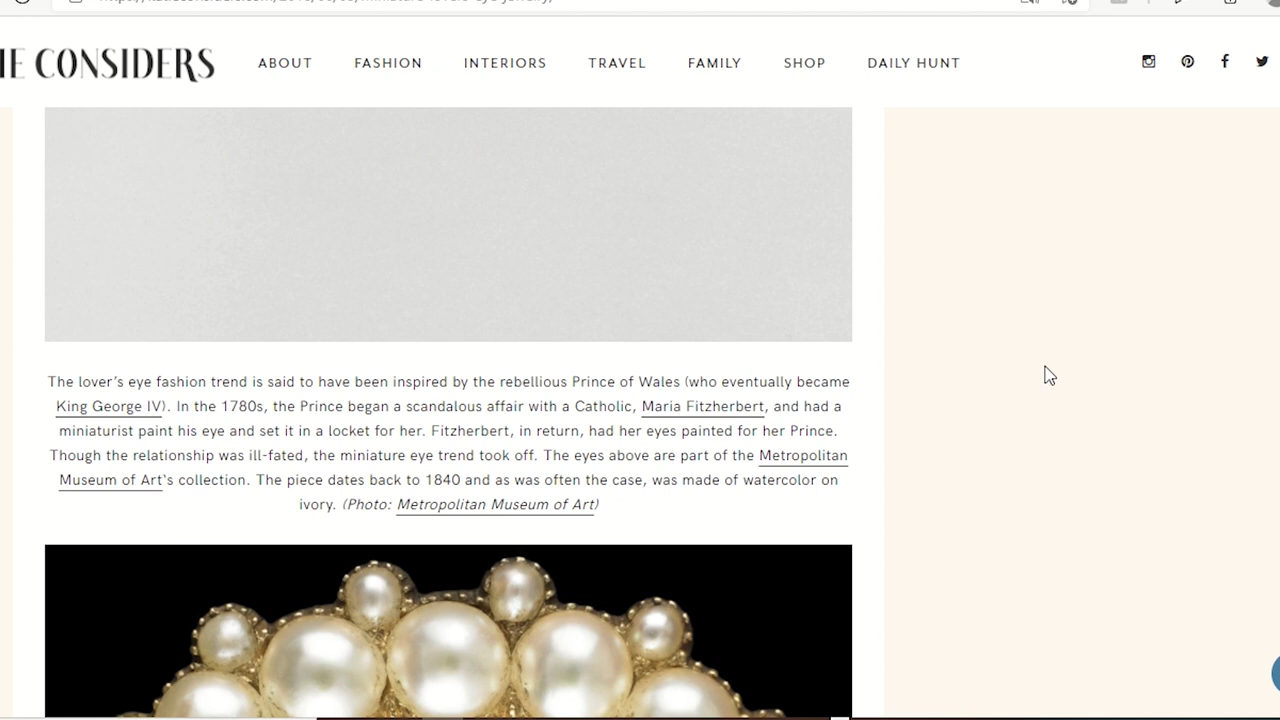 CONSIDERS
ABOUT FASHION INTERIORS TRAVEL FAMILY SHOP DAILY HUNT
The lover’s eye fashion trend is said to have been inspired by the rebellious Prince of Wales (who eventually became
King George IV). In the 1780s, the Prince began a scandalous affair with a Catholic, Maria Fitzherbert, and had a
miniaturist paint his eye and set it in a locket for her. Fitzherbert, in return, had her eyes painted for her Prince.
Though the relationship was ill-fated, the miniature eye trend took off. The eyes above are part of the Metropolitan
Museum of Art‘s collection. The piece dates back to 1840 and as was often the case, was made of watercolor on
ivory. (Photo: Metropolitan Museum of Art)